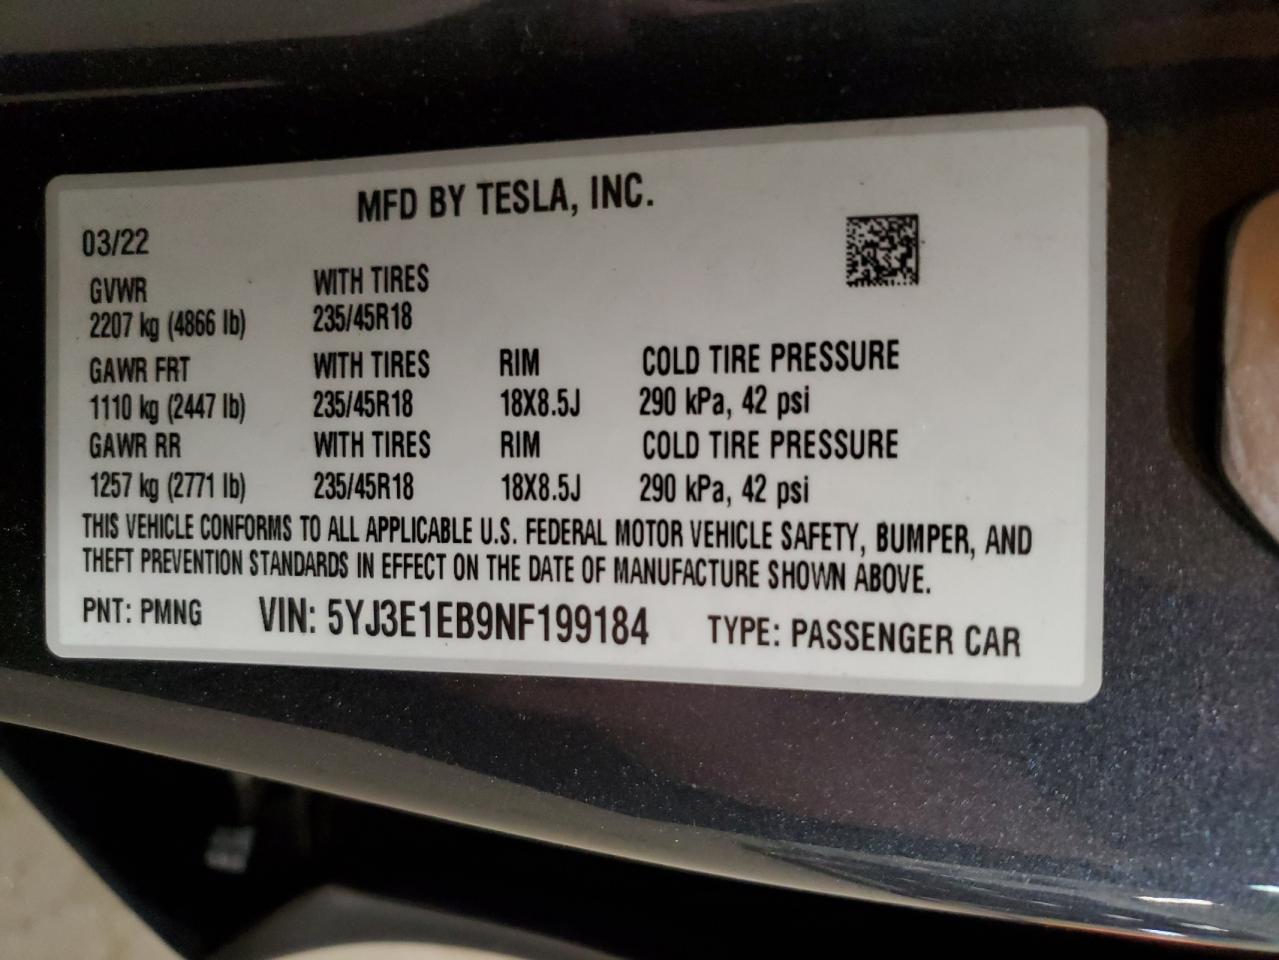 MFD BY TESLA, INC.
03/22
GVWR WITH TIRES
2207 kg (4866 lb) 235/45R18
GAWR FRT WITH TIRES RIM COLD TIRE PRESSURE
1110 kg (2447 lb) 235/45R18 18X8.5J 290 kPa, 42 psi
GAWR RR WITH TIRES RIM COLD TIRE PRESSURE
1257 kg (2771 lb) 235/45R18 18X8.5J 290 kPa, 42 psi
THIS VEHICLE CONFORMS TO ALL APPLICABLE U.S. FEDERAL MOTOR VEHICLE SAFETY, BUMPER, AND
THEFT PREVENTION STANDARDS IN EFFECT ON THE DATE OF MANUFACTURE SHOWN ABOVE.
PNT: PMNG VIN: 5YJ3E1EB9NF199184 TYPE: PASSENGER CAR